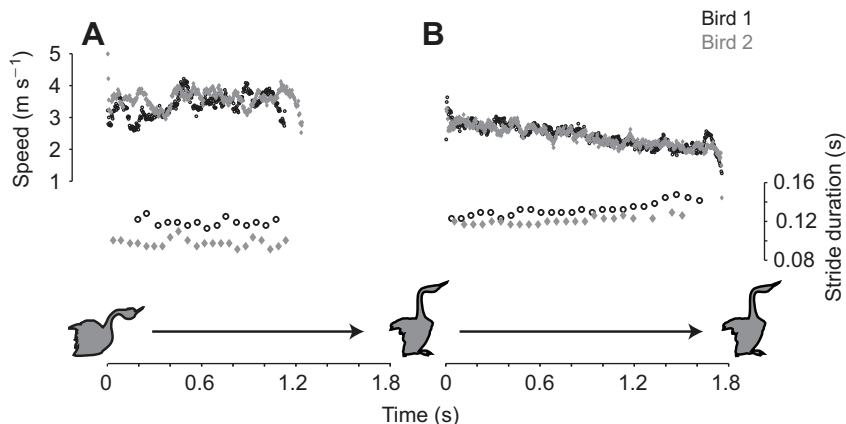 A
B
Bird 1
Bird 2
Speed (m s⁻¹)
5
4
3
2
1
0.16
0.12
0.08
Stride duration (s)
0 0.6 1.2 1.8
0 0.6 1.2 1.8
Time (s)